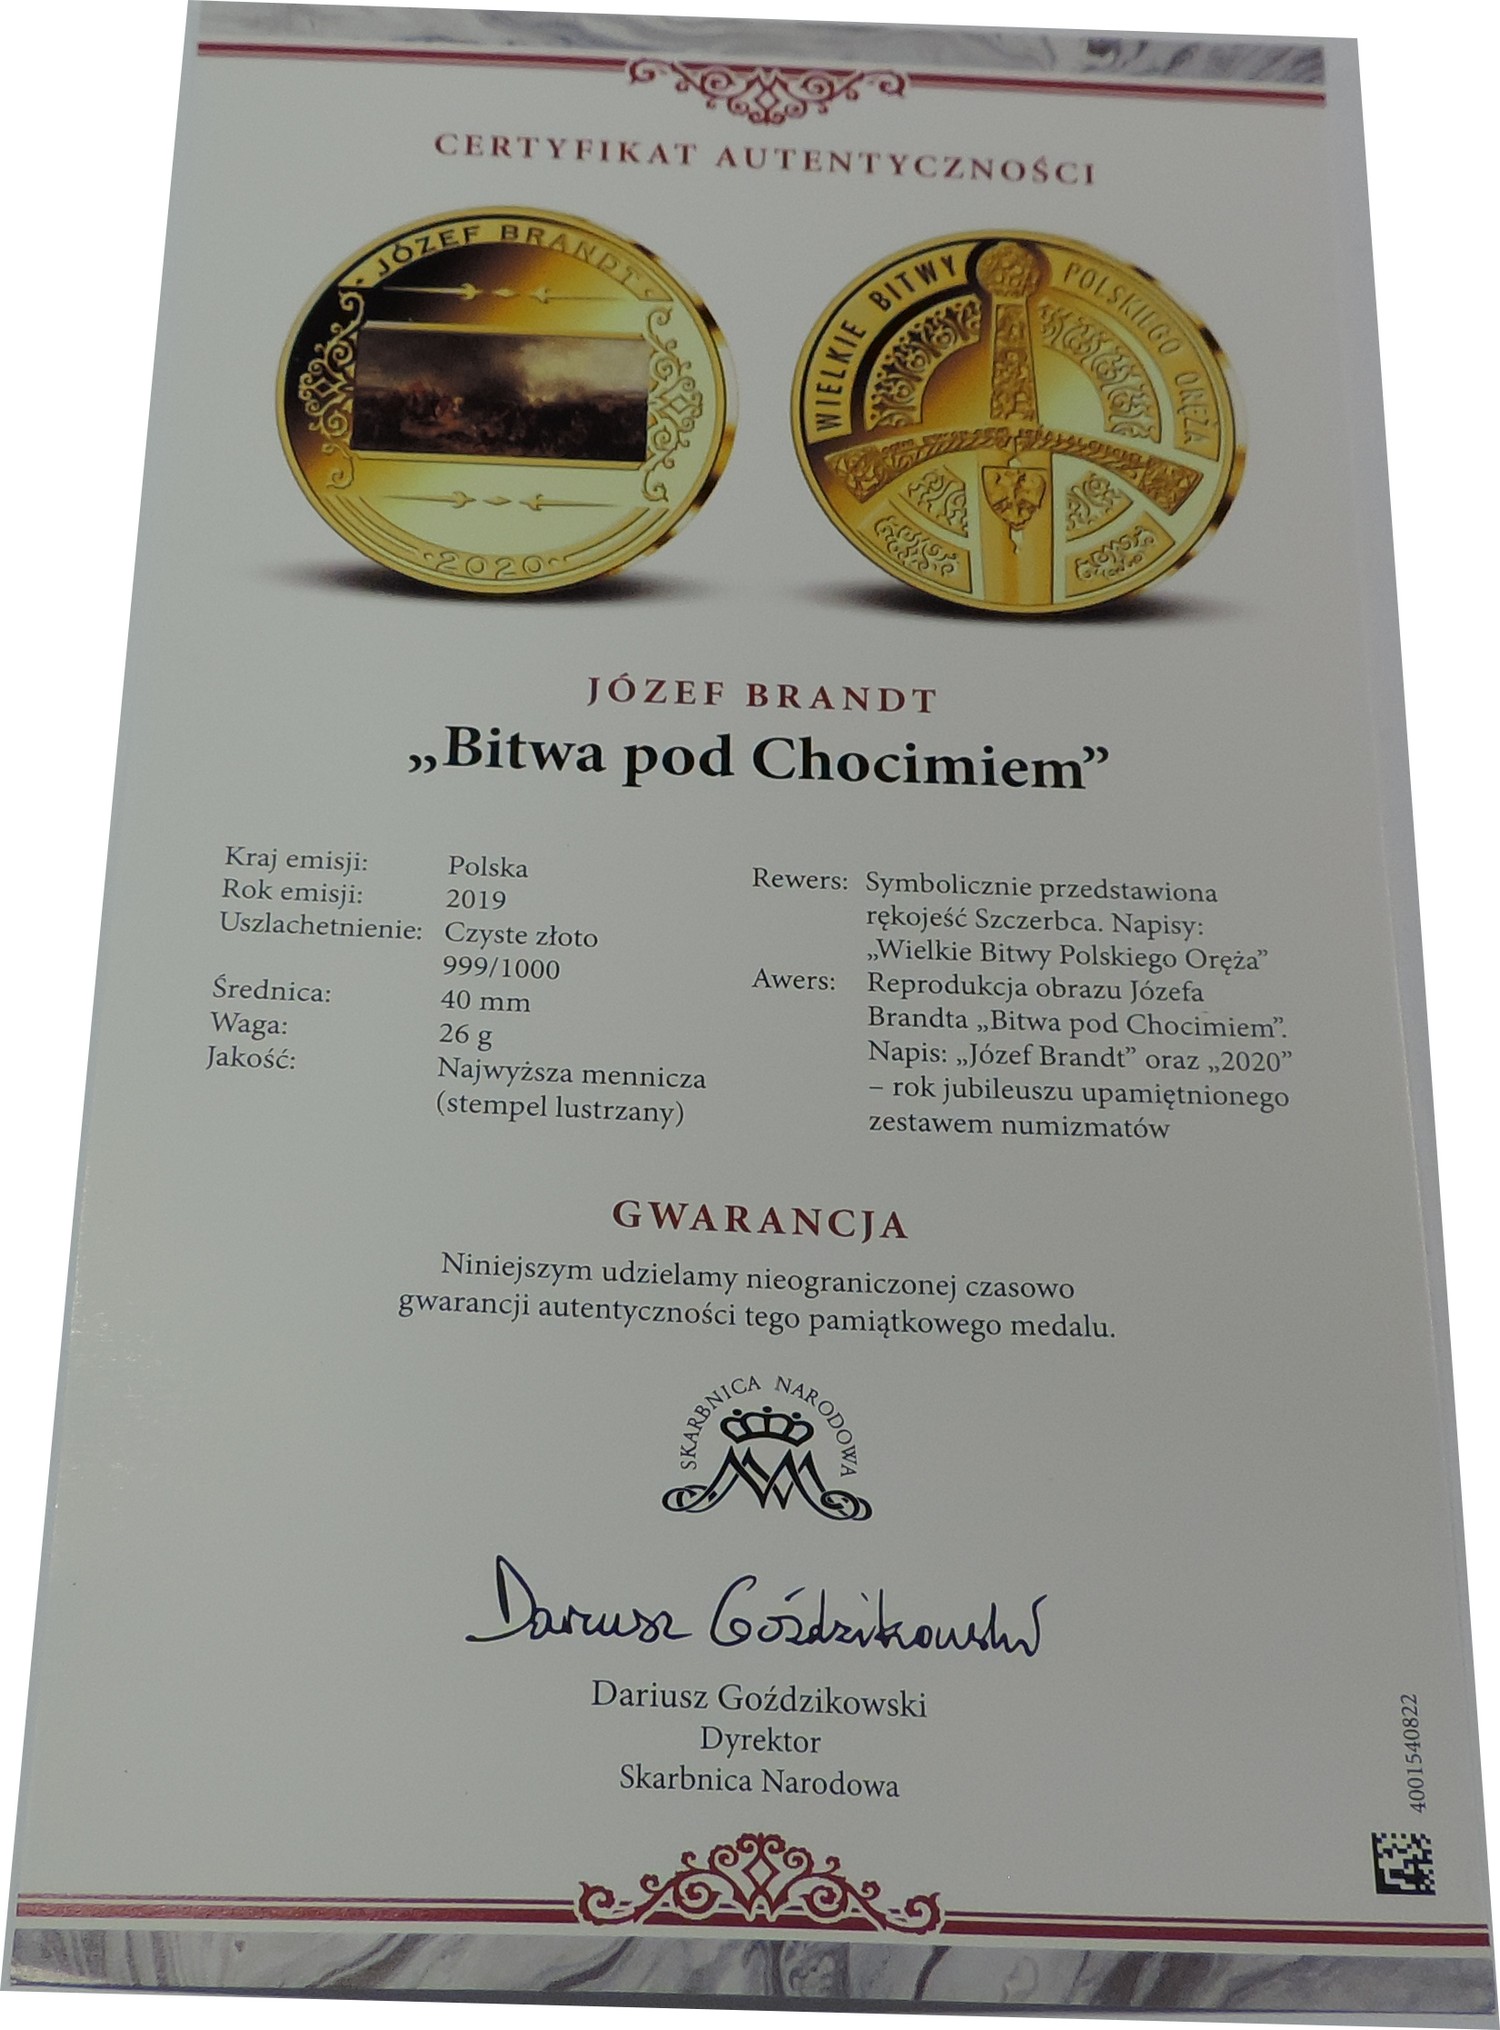 CERTYFIKAT AUTENTYCZNOŚCI
· JÓZEF BRANDT ·
· 2020 ·
WIELKIE BITWY POLSKIEGO ORĘŻA
JÓZEF BRANDT
„Bitwa pod Chocimiem”
Kraj emisji: Polska
Rok emisji: 2019
Uszlachetnienie: Czyste złoto
999/1000
Średnica: 40 mm
Waga: 26 g
Jakość: Najwyższa mennicza
(stempel lustrzany)
Rewers: Symbolicznie przedstawiona
rękojeść Szczerbca. Napisy:
„Wielkie Bitwy Polskiego Oręża”
Awers: Reprodukcja obrazu Józefa
Brandta „Bitwa pod Chocimiem”.
Napis: „Józef Brandt” oraz „2020”
– rok jubileuszu upamiętnionego
zestawem numizmatów
GWARANCJA
Niniejszym udzielamy nieograniczonej czasowo
gwarancji autentyczności tego pamiątkowego medalu.
SKARBNICA NARODOWA
Dariusz Goździkowski
Dariusz Goździkowski
Dyrektor
Skarbnica Narodowa
4001540822